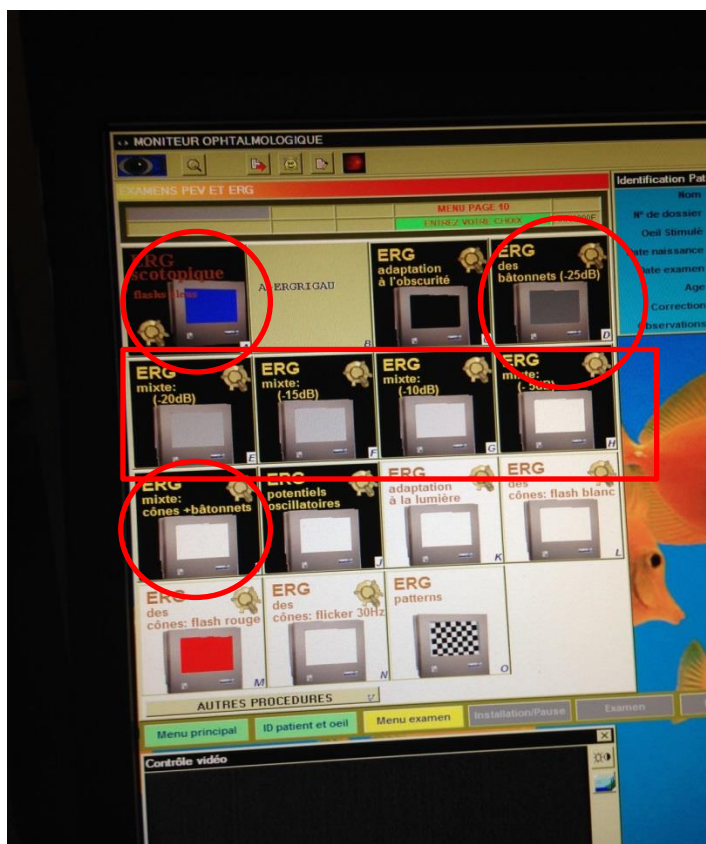 MONITEUR OPHTALMOLOGIQUE
EXAMENS PEV ET ERG
MENU PAGE 10
ENTREZ VOTRE CHOIX
Identification Pat
Nom
N° de dossier
Oeil Stimulé
Date naissance
Date examen
Age
Correction
Observations
ERG
scotopique
flashs bleus
A
A ERGRIGAU
B
ERG
adaptation
à l'obscurité
ERG
des
bâtonnets (-25dB)
D
ERG
mixte:
(-20dB)
E
ERG
mixte:
(-15dB)
F
ERG
mixte:
(-10dB)
G
ERG
mixte:
(- 5dB)
H
ERG
mixte:
cônes +bâtonnets
ERG
potentiels
oscillatoires
J
ERG
adaptation
à la lumière
K
ERG
des
cônes: flash blanc
L
ERG
des
cônes: flash rouge
M
ERG
des
cônes: flicker 30Hz
N
ERG
patterns
O
AUTRES PROCEDURES
Menu principal
ID patient et oeil
Menu examen
Installation/Pause
Examen
Contrôle vidéo